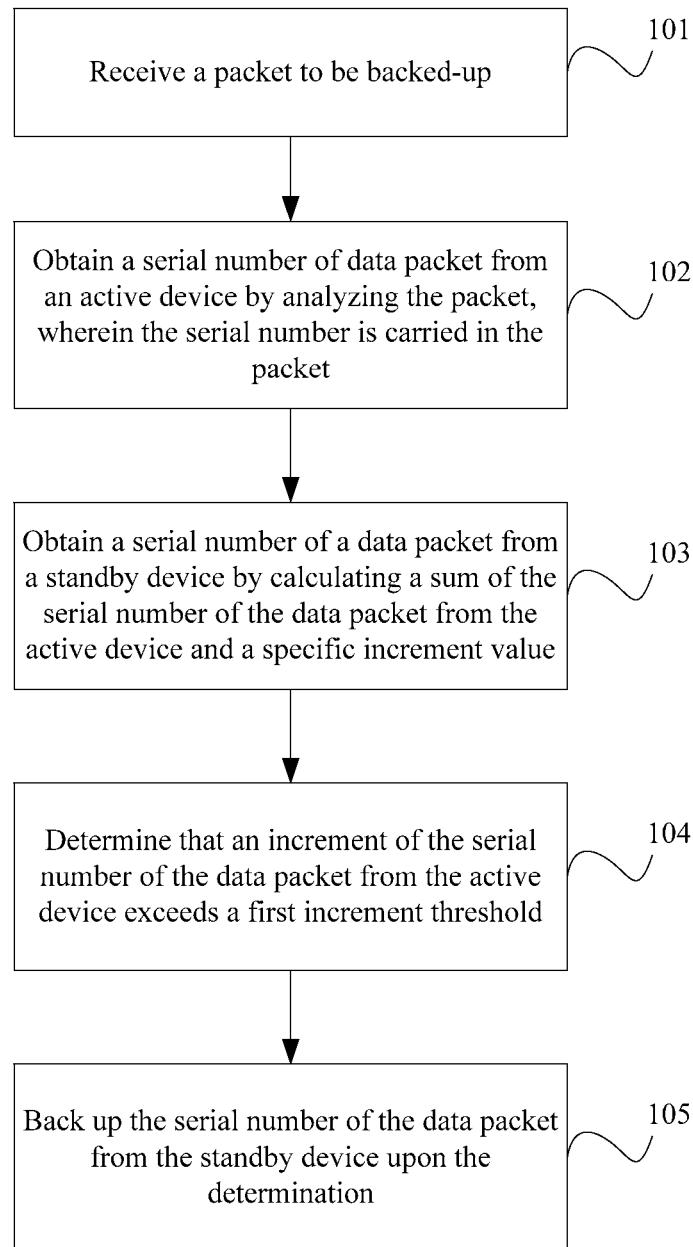 101
Receive a packet to be backed-up
Obtain a serial number of data packet from
an active device by analyzing the packet,
wherein the serial number is carried in the
packet
102
Obtain a serial number of a data packet from
a standby device by calculating a sum of the
serial number of the data packet from the
active device and a specific increment value
103
Determine that an increment of the serial
number of the data packet from the active
device exceeds a first increment threshold
104
Back up the serial number of the data packet
from the standby device upon the
determination
105